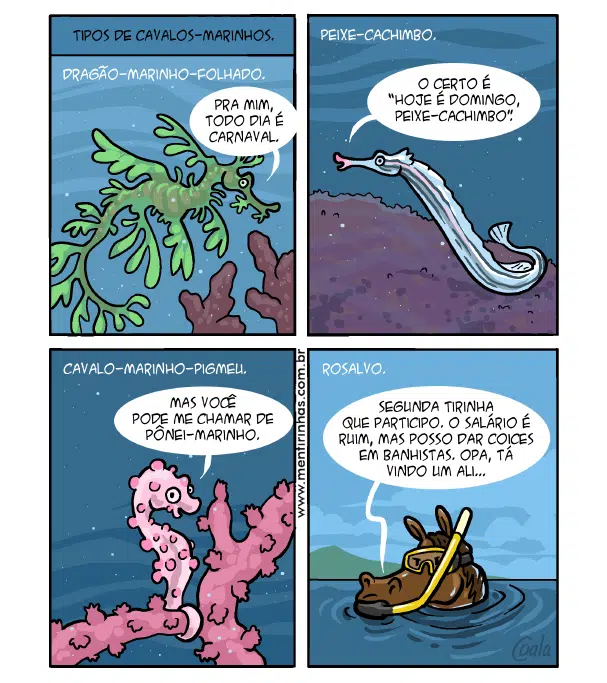 TIPOS DE CAVALOS-MARINHOS.
DRAGÃO-MARINHO-FOLHADO.
PRA MIM,
TODO DIA É
CARNAVAL.
PEIXE-CACHIMBO.
O CERTO É
"HOJE É DOMINGO,
PEIXE-CACHIMBO".
CAVALO-MARINHO-PIGMEU.
MAS VOCÊ
PODE ME CHAMAR DE
PÔNEI-MARINHO.
www.mentirinhas.com.br
ROSALVO.
SEGUNDA TIRINHA
QUE PARTICIPO. O SALÁRIO É
RUIM, MAS POSSO DAR COICES
EM BANHISTAS. OPA, TÁ
VINDO UM ALI...
Coala